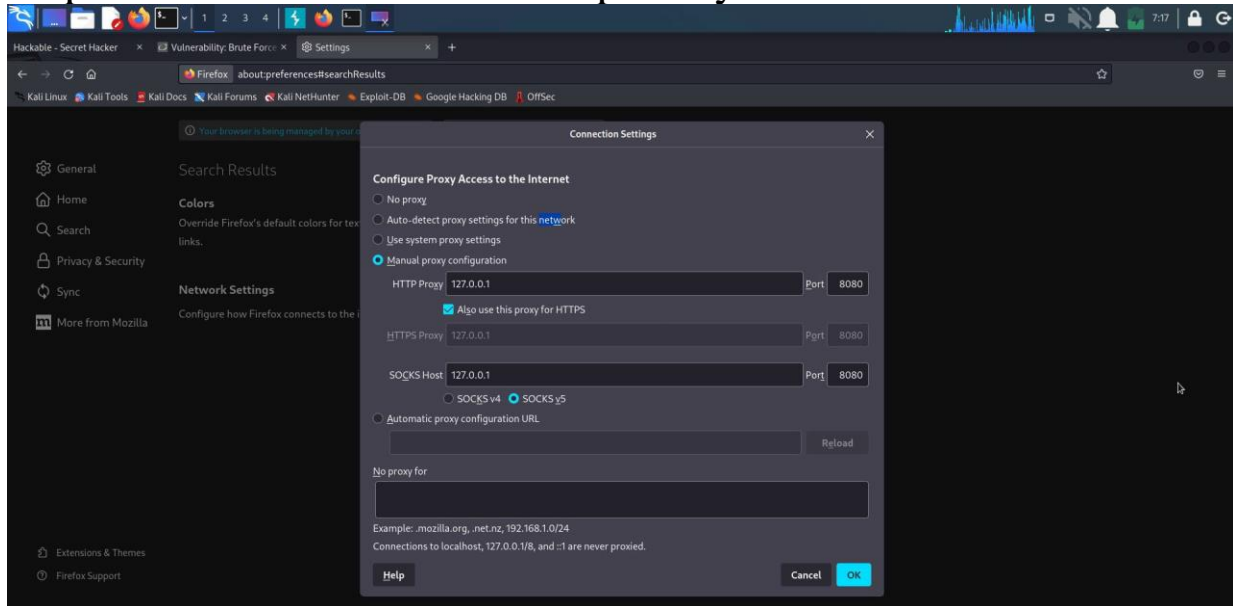 1 2 3 4
7:17
Hackable - Secret Hacker × Vulnerability: Brute Force × Settings × +
Firefox about:preferences#searchResults
Kali Linux Kali Tools Kali Docs Kali Forums Kali NetHunter Exploit-DB Google Hacking DB OffSec
Your browser is being managed by your o
Connection Settings ×
General
Home
Search
Privacy & Security
Sync
More from Mozilla
Search Results
Colors
Override Firefox's default colors for tex
links.
Network Settings
Configure how Firefox connects to the i
Configure Proxy Access to the Internet
No proxy
Auto-detect proxy settings for this network
Use system proxy settings
Manual proxy configuration
HTTP Proxy 127.0.0.1 Port 8080
Also use this proxy for HTTPS
HTTPS Proxy 127.0.0.1 Port 8080
SOCKS Host 127.0.0.1 Port 8080
SOCKS v4 SOCKS v5
Automatic proxy configuration URL
Reload
No proxy for
Example: .mozilla.org, .net.nz, 192.168.1.0/24
Connections to localhost, 127.0.0.1/8, and ::1 are never proxied.
Help Cancel OK
Extensions & Themes
Firefox Support